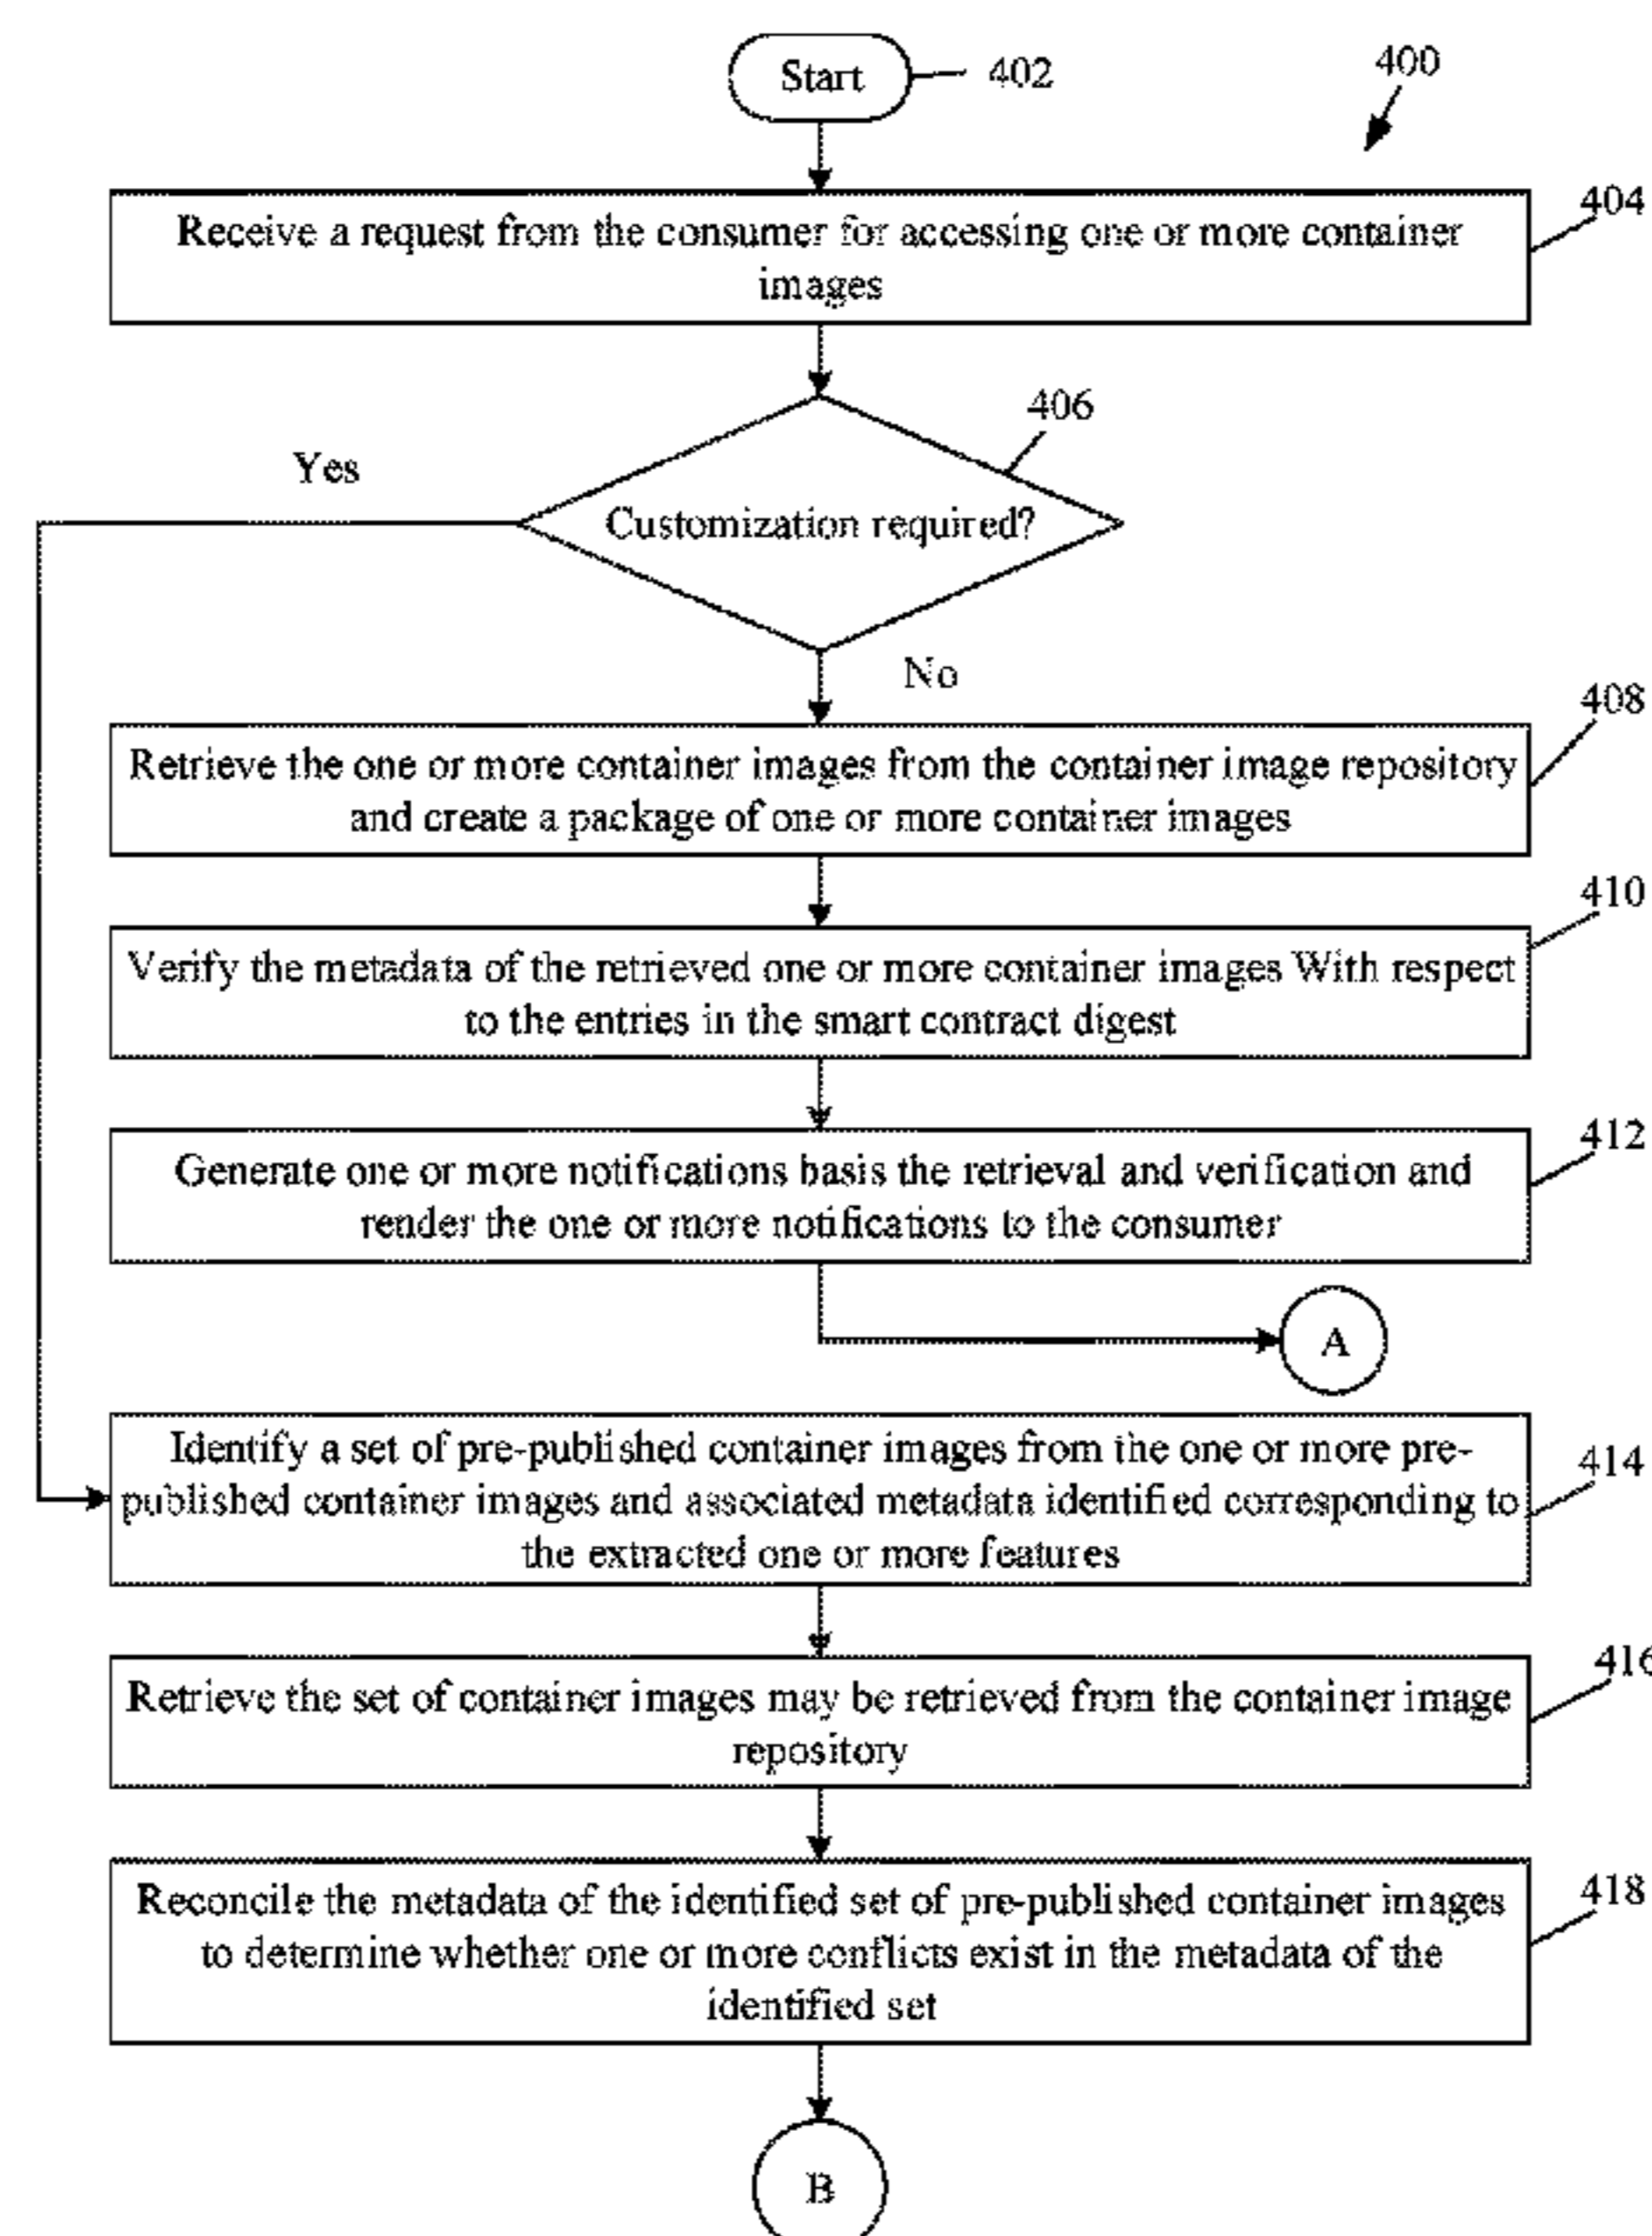 Start
402
400
404
Receive a request from the consumer for accessing one or more container
images
406
Yes
Customization required?
No
408
Retrieve the one or more container images from the container image repository
and create a package of one or more container images
410
Verify the metadata of the retrieved one or more container images With respect
to the entries in the smart contract digest
412
Generate one or more notifications basis the retrieval and verification and
render the one or more notifications to the consumer
A
Identify a set of pre-published container images from the one or more pre-
published container images and associated metadata identified corresponding to
the extracted one or more features
414
416
Retrieve the set of container images may be retrieved from the container image
repository
418
Reconcile the metadata of the identified set of pre-published container images
to determine whether one or more conflicts exist in the metadata of the
identified set
B